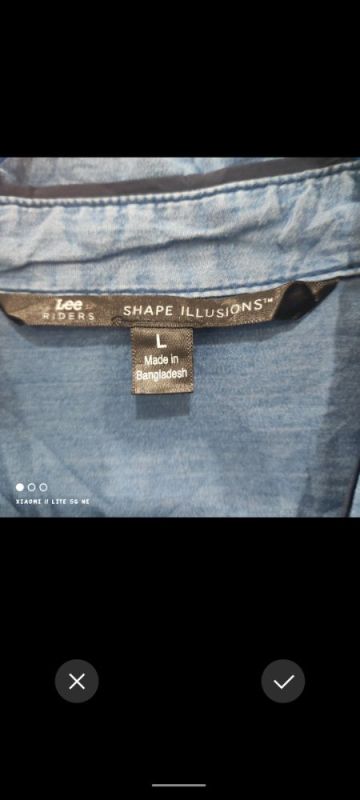 Lee
RIDERS
SHAPE ILLUSIONS™
L
Made in
Bangladesh
XIAOMI 11 LITE 5G NE